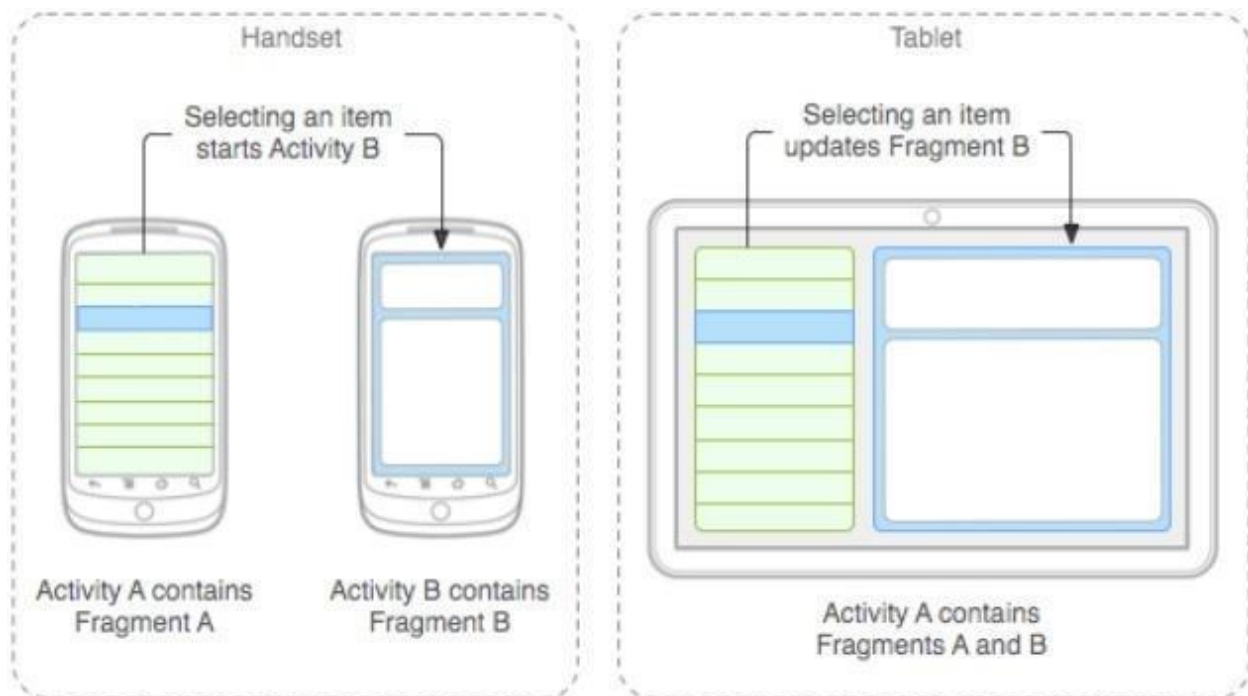 Handset
Selecting an item
starts Activity B
Activity A contains
Fragment A
Activity B contains
Fragment B
Tablet
Selecting an item
updates Fragment B
Activity A contains
Fragments A and B